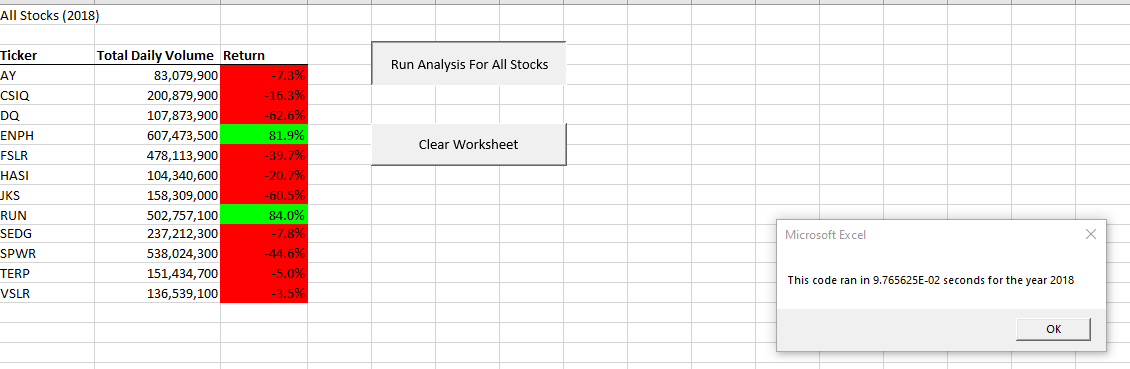 All Stocks (2018)
Ticker Total Daily Volume Return
AY 83,079,900 -7.3%
CSIQ 200,879,900 -16.3%
DQ 107,873,900 -62.6%
ENPH 607,473,500 81.9%
FSLR 478,113,900 -39.7%
HASI 104,340,600 -20.7%
JKS 158,309,000 -60.5%
RUN 502,757,100 84.0%
SEDG 237,212,300 -7.8%
SPWR 538,024,300 -44.6%
TERP 151,434,700 -5.0%
VSLR 136,539,100 -3.5%
Run Analysis For All Stocks
Clear Worksheet
Microsoft Excel
This code ran in 9.765625E-02 seconds for the year 2018
OK